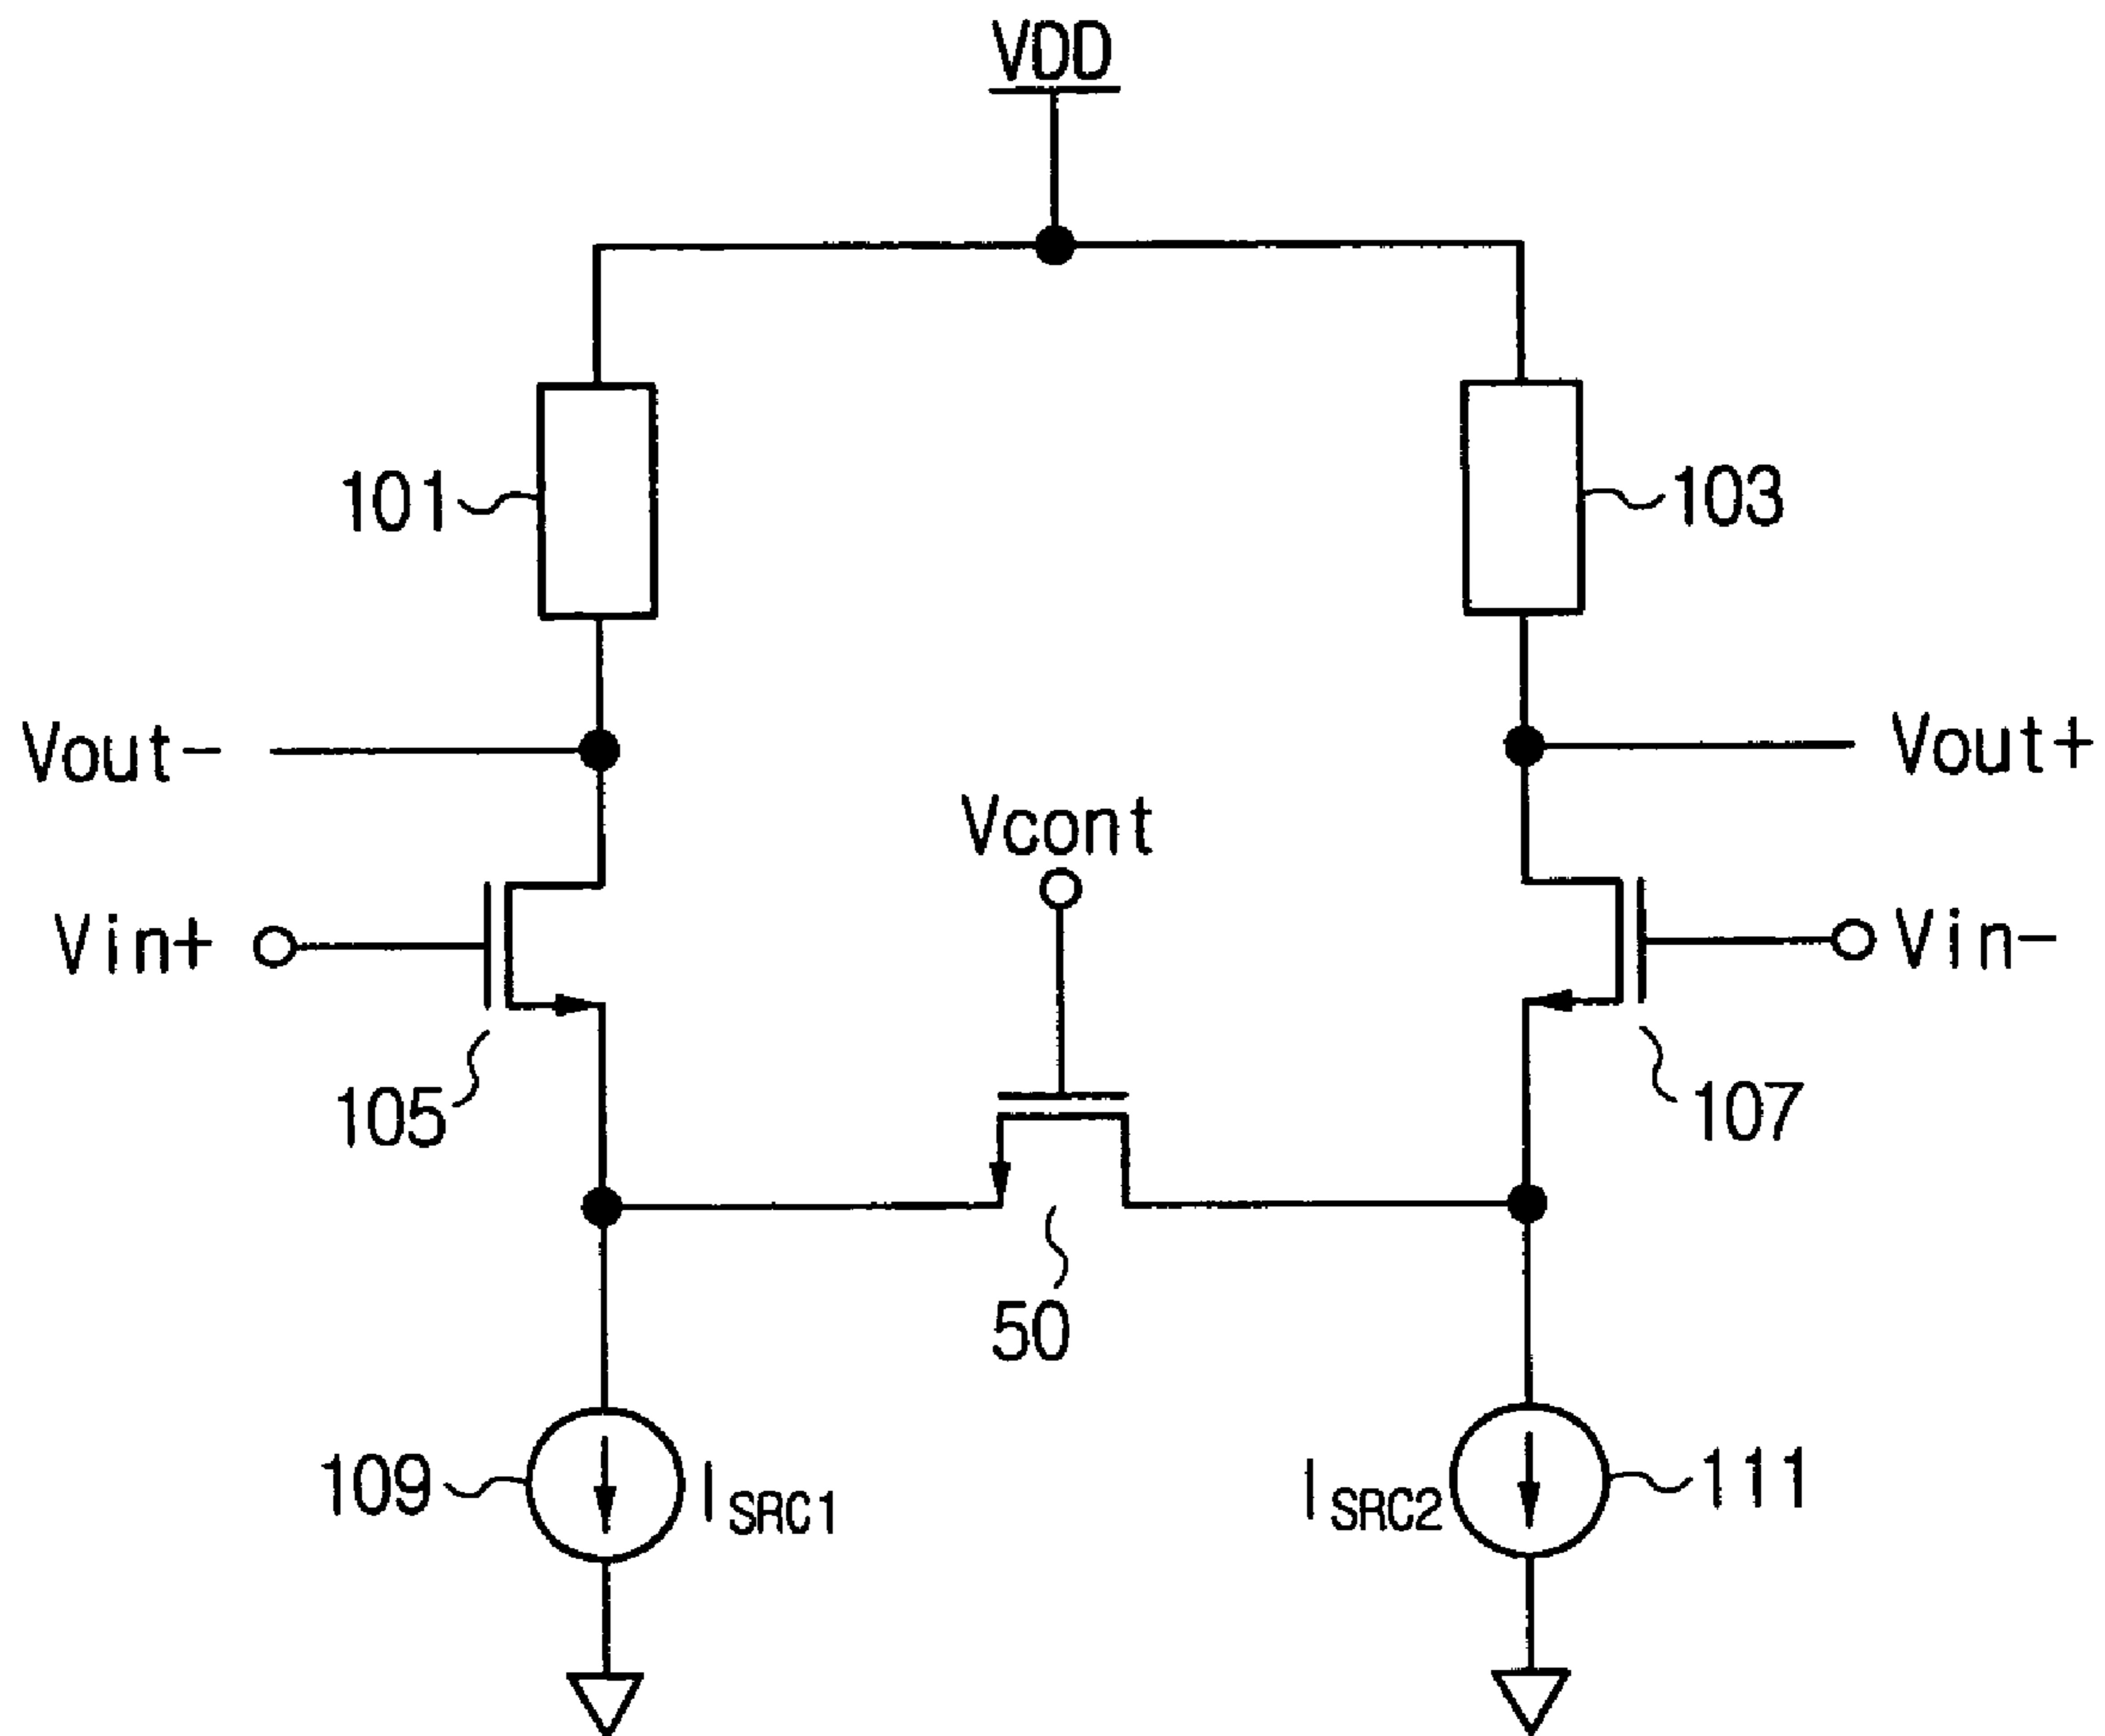 VDD
101
103
Vout-
Vout+
Vcont
Vin+
Vin-
105
107
50
109
ISRC1
ISRC2
111